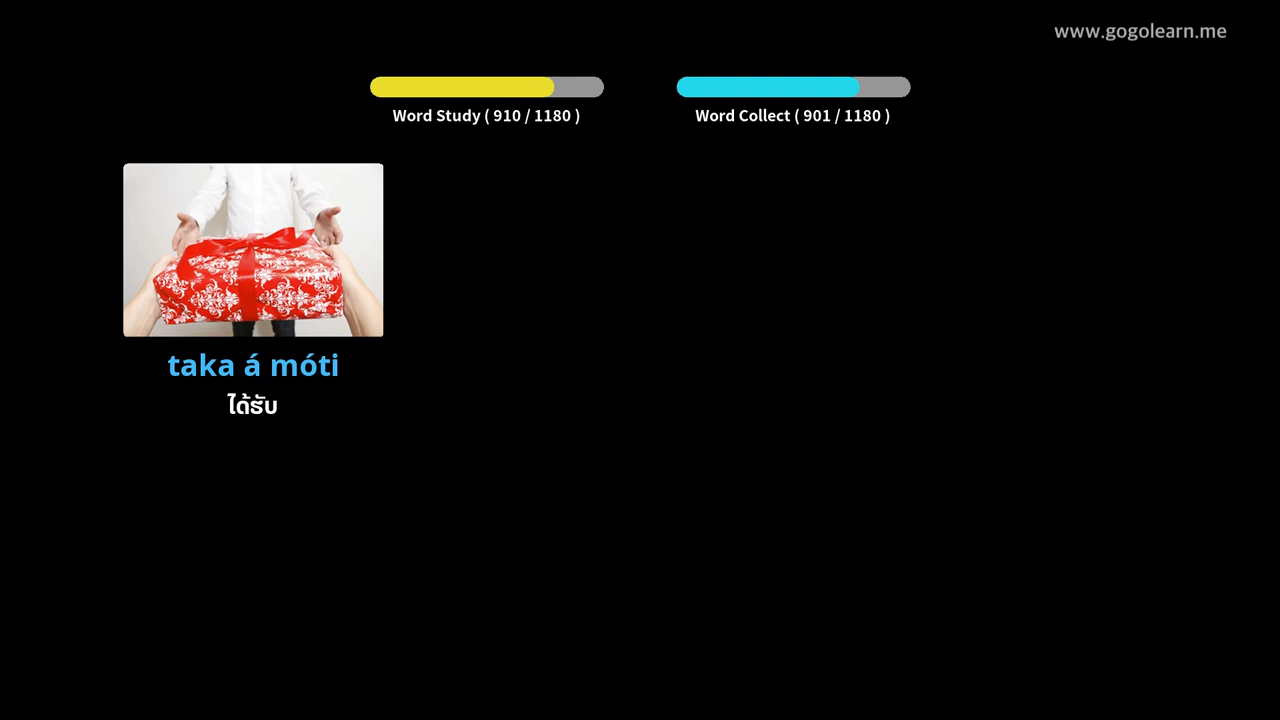 www.gogolearn.me
Word Study ( 910 / 1180 )
Word Collect ( 901 / 1180 )
taka á móti
ได้รับ